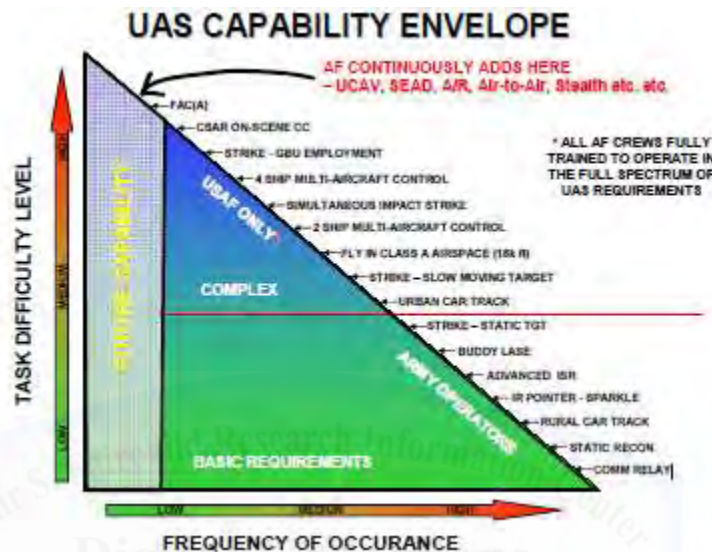 UAS CAPABILITY ENVELOPE
AF CONTINUOUSLY ADDS HERE
– UCAV, SEAD, A/R, Air-to-Air, Stealth etc. etc.
FAC(A)
CSAR ON-SCENE CC
STRIKE - GBU EMPLOYMENT
4 SHIP MULTI-AIRCRAFT CONTROL
SIMULTANEOUS IMPACT STRIKE
2 SHIP MULTI-AIRCRAFT CONTROL
FLY IN CLASS A AIRSPACE (18k ft)
STRIKE – SLOW MOVING TARGET
URBAN CAR TRACK
STRIKE – STATIC TGT
BUDDY LASE
ADVANCED ISR
IR POINTER - SPARKLE
RURAL CAR TRACK
STATIC RECON
COMM RELAY
* ALL AF CREWS FULLY
TRAINED TO OPERATE IN
THE FULL SPECTRUM OF
UAS REQUIREMENTS
TASK DIFFICULTY LEVEL
HIGH
MEDIUM
LOW
FUTURE CAPABILITY
USAF ONLY*
COMPLEX
ARMY OPERATORS
BASIC REQUIREMENTS
LOW
MEDIUM
HIGH
FREQUENCY OF OCCURANCE
Research Information Center